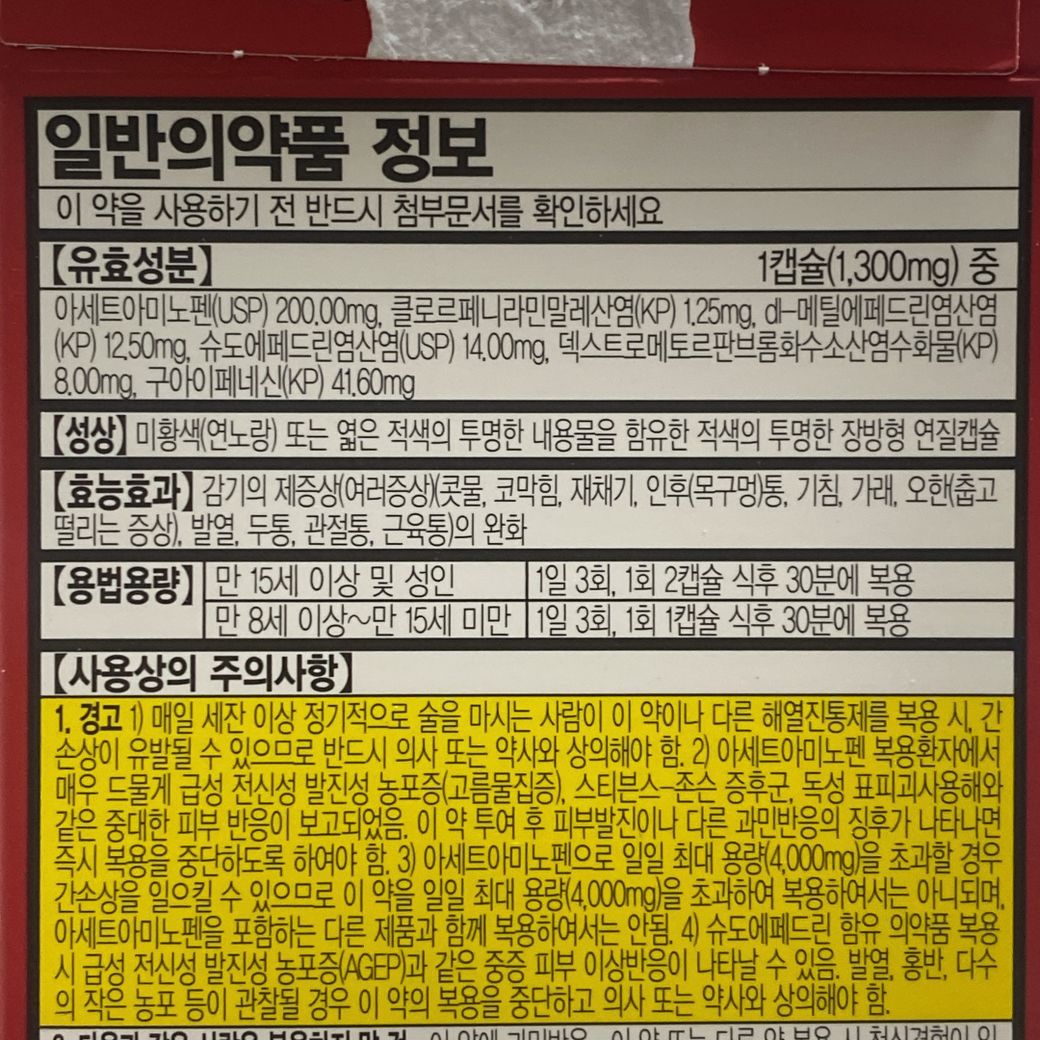 일반의약품 정보
이 약을 사용하기 전 반드시 첨부문서를 확인하세요
【유효성분】 1캡슐(1,300mg) 중
아세트아미노펜(USP) 200.00mg, 클로르페니라민말레산염(KP) 1.25mg, dl-메틸에페드린염산염
(KP) 12.50mg, 슈도에페드린염산염(USP) 14.00mg, 덱스트로메토르판브롬화수소산염수화물(KP)
8.00mg, 구아이페네신(KP) 41.60mg
【성상】 미황색(연노랑) 또는 엷은 적색의 투명한 내용물을 함유한 적색의 투명한 장방형 연질캡슐
【효능효과】 감기의 제증상(여러증상)(콧물, 코막힘, 재채기, 인후(목구멍)통, 기침, 가래, 오한(춥고
떨리는 증상), 발열, 두통, 관절통, 근육통)의 완화
【용법용량】 만 15세 이상 및 성인 1일 3회, 1회 2캡슐 식후 30분에 복용
만 8세 이상~만 15세 미만 1일 3회, 1회 1캡슐 식후 30분에 복용
【사용상의 주의사항】
1. 경고 1) 매일 세잔 이상 정기적으로 술을 마시는 사람이 이 약이나 다른 해열진통제를 복용 시, 간
손상이 유발될 수 있으므로 반드시 의사 또는 약사와 상의해야 함. 2) 아세트아미노펜 복용환자에서
매우 드물게 급성 전신성 발진성 농포증(고름물집증), 스티븐스-존슨 증후군, 독성 표피괴사용해와
같은 중대한 피부 반응이 보고되었음. 이 약 투여 후 피부발진이나 다른 과민반응의 징후가 나타나면
즉시 복용을 중단하도록 하여야 함. 3) 아세트아미노펜으로 일일 최대 용량(4,000mg)을 초과할 경우
간손상을 일으킬 수 있으므로 이 약을 일일 최대 용량(4,000mg)을 초과하여 복용하여서는 아니되며,
아세트아미노펜을 포함하는 다른 제품과 함께 복용하여서는 안됨. 4) 슈도에페드린 함유 의약품 복용
시 급성 전신성 발진성 농포증(AGEP)과 같은 중증 피부 이상반응이 나타날 수 있음. 발열, 홍반, 다수
의 작은 농포 등이 관찰될 경우 이 약의 복용을 중단하고 의사 또는 약사와 상의해야 함.